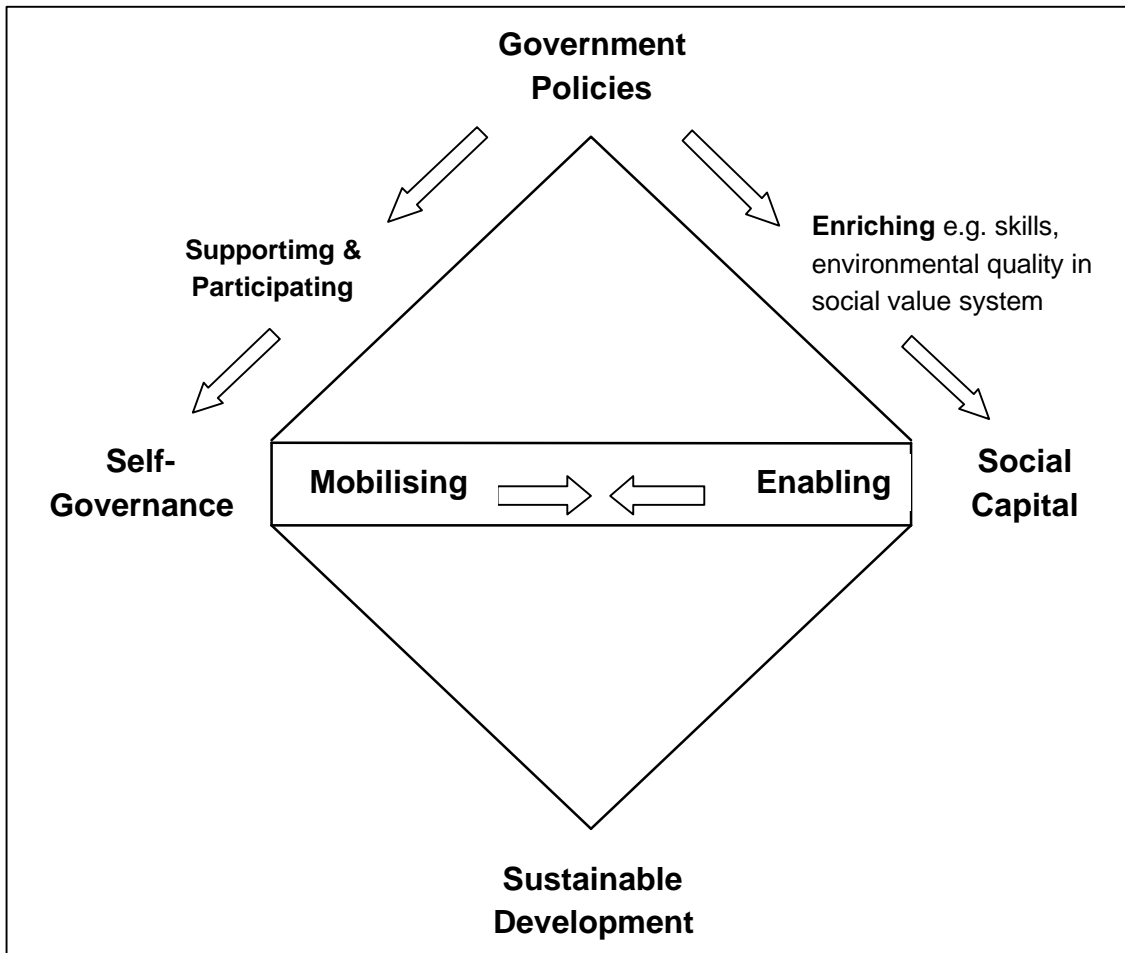 Government
Policies
Supportimg &
Participating
Enriching e.g. skills,
environmental quality in
social value system
Self-
Governance
Mobilising
Enabling
Social
Capital
Sustainable
Development